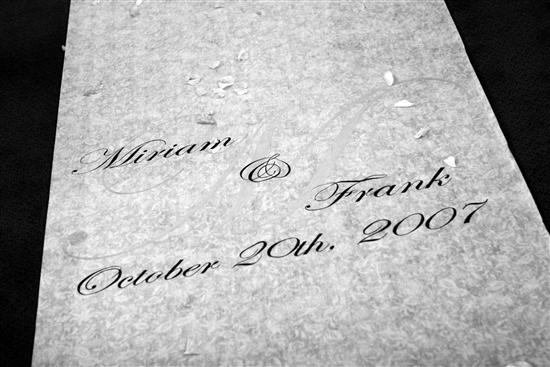 Miriam
&
Frank
October 20th. 2007